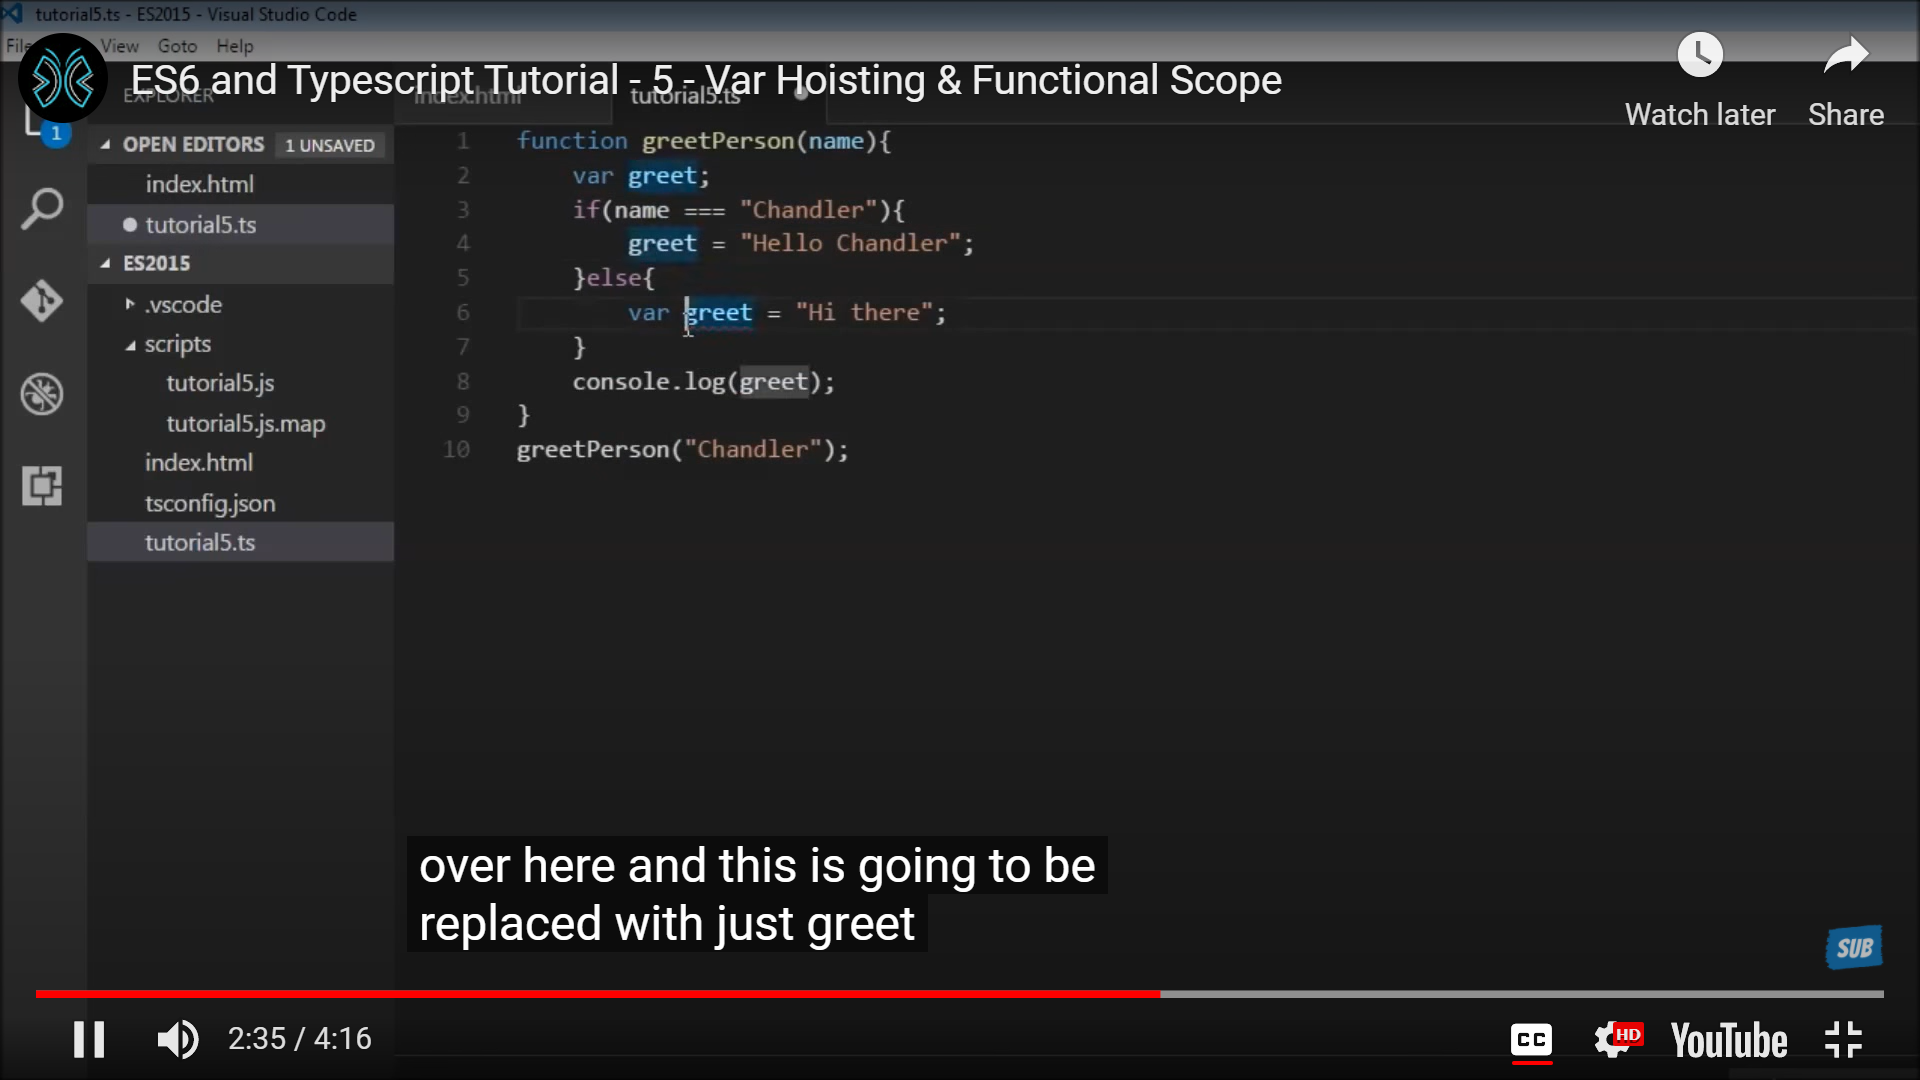 tutorial5.ts - ES2015 - Visual Studio Code
File View Goto Help
ES6 and Typescript Tutorial - 5 - Var Hoisting & Functional Scope
Watch later
Share
EXPLORER
index.html
tutorial5.ts
1
OPEN EDITORS
1 UNSAVED
index.html
tutorial5.ts
ES2015
.vscode
scripts
tutorial5.js
tutorial5.js.map
index.html
tsconfig.json
tutorial5.ts
1 function greetPerson(name){
2 var greet;
3 if(name === "Chandler"){
4 greet = "Hello Chandler";
5 }else{
6 var greet = "Hi there";
7 }
8 console.log(greet);
9 }
10 greetPerson("Chandler");
over here and this is going to be
replaced with just greet
SUB
2:35 / 4:16
CC
HD
YouTube